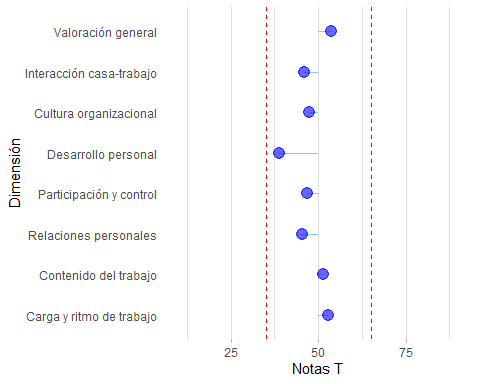 Valoración general
Interacción casa-trabajo
Cultura organizacional
Desarrollo personal
Participación y control
Relaciones personales
Contenido del trabajo
Carga y ritmo de trabajo
Dimensión
25 50 75
Notas T